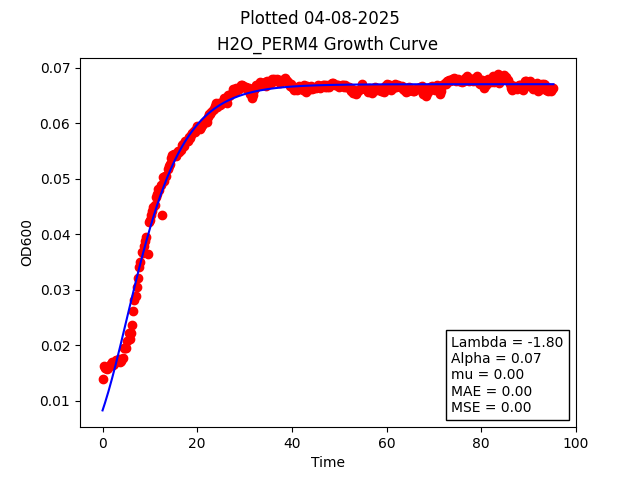 Plotted 04-08-2025
H2O_PERM4 Growth Curve
0.07
0.06
0.05
0.04
0.03
0.02
0.01
OD600
Lambda = -1.80
Alpha = 0.07
mu = 0.00
MAE = 0.00
MSE = 0.00
0 20 40 60 80 100
Time